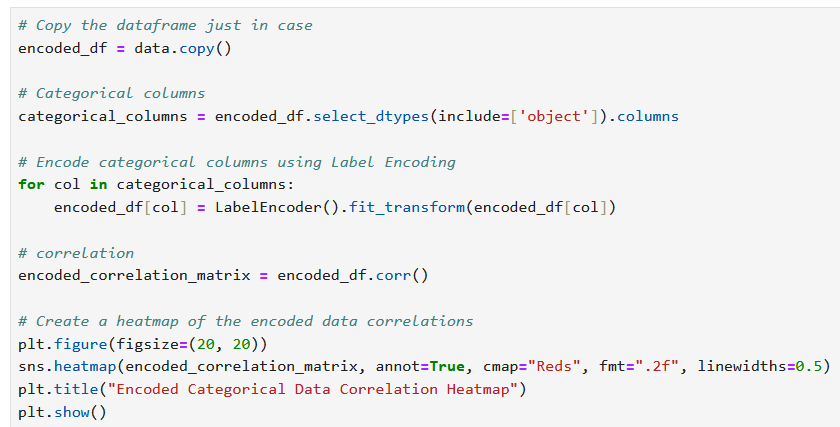 # Copy the dataframe just in case
encoded_df = data.copy()

# Categorical columns
categorical_columns = encoded_df.select_dtypes(include=['object']).columns

# Encode categorical columns using Label Encoding
for col in categorical_columns:
    encoded_df[col] = LabelEncoder().fit_transform(encoded_df[col])

# correlation
encoded_correlation_matrix = encoded_df.corr()

# Create a heatmap of the encoded data correlations
plt.figure(figsize=(20, 20))
sns.heatmap(encoded_correlation_matrix, annot=True, cmap="Reds", fmt=".2f", linewidths=0.5)
plt.title("Encoded Categorical Data Correlation Heatmap")
plt.show()